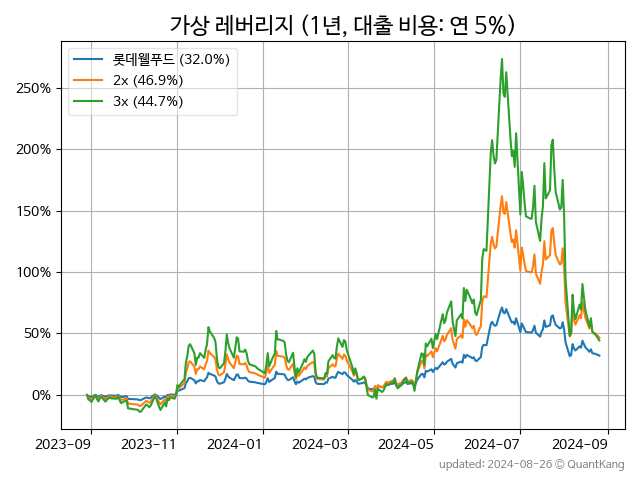 가상 레버리지 (1년, 대출 비용: 연 5%)
롯데웰푸드 (32.0%)
2x (46.9%)
3x (44.7%)
250%
200%
150%
100%
50%
0%
2023-09 2023-11 2024-01 2024-03 2024-05 2024-07 2024-09
updated: 2024-08-26 © QuantKang